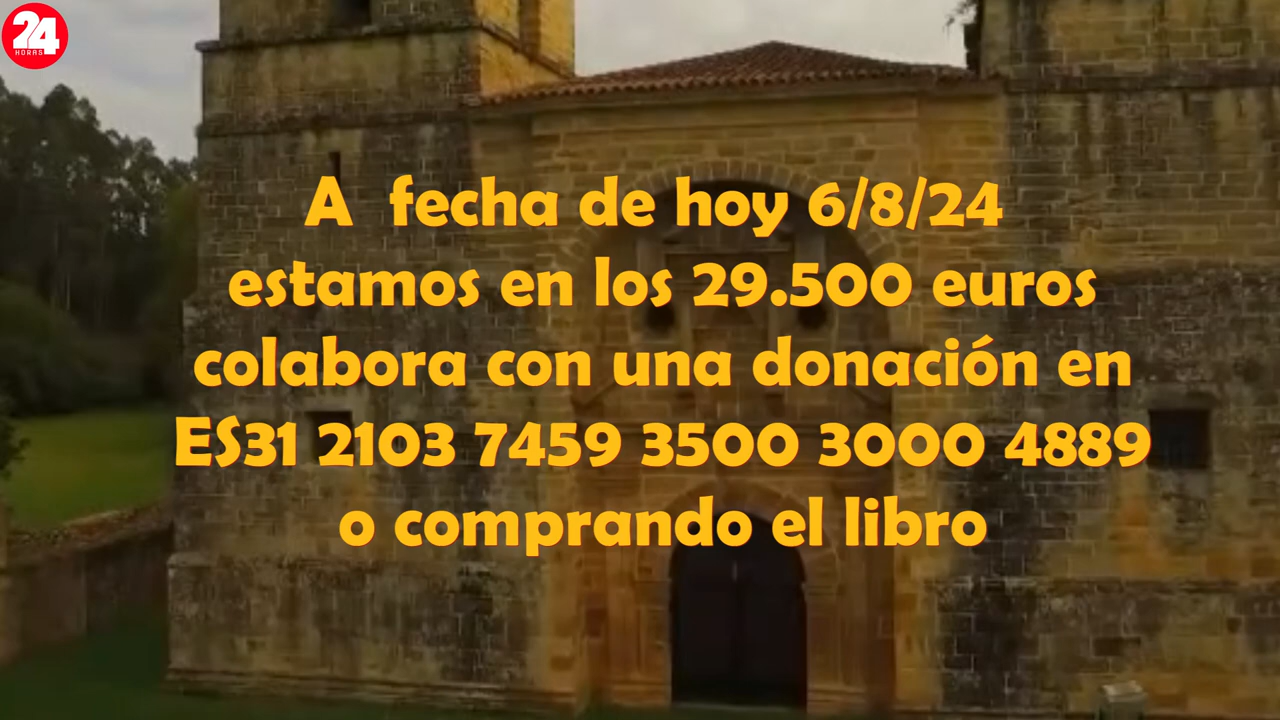 24
HORAS
A fecha de hoy 6/8/24
estamos en los 29.500 euros
colabora con una donación en
ES31 2103 7459 3500 3000 4889
o comprando el libro